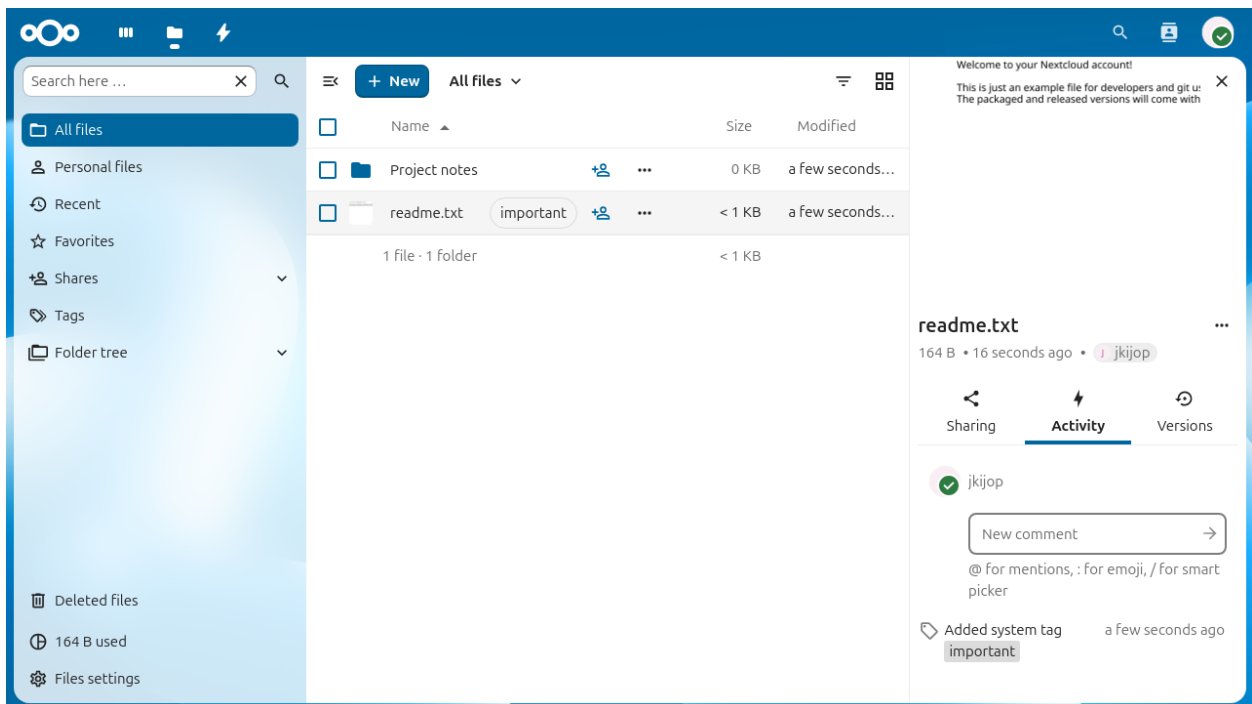 Search here …
All files
Personal files
Recent
Favorites
Shares
Tags
Folder tree
Deleted files
164 B used
Files settings
+ New
All files
Name
Size
Modified
Project notes
0 KB
a few seconds…
readme.txt
important
< 1 KB
a few seconds…
1 file · 1 folder
< 1 KB
Welcome to your Nextcloud account!
This is just an example file for developers and git us
The packaged and released versions will come with
readme.txt
164 B • 16 seconds ago • J jkijop
Sharing
Activity
Versions
jkijop
New comment
@ for mentions, : for emoji, / for smart
picker
Added system tag
a few seconds ago
important